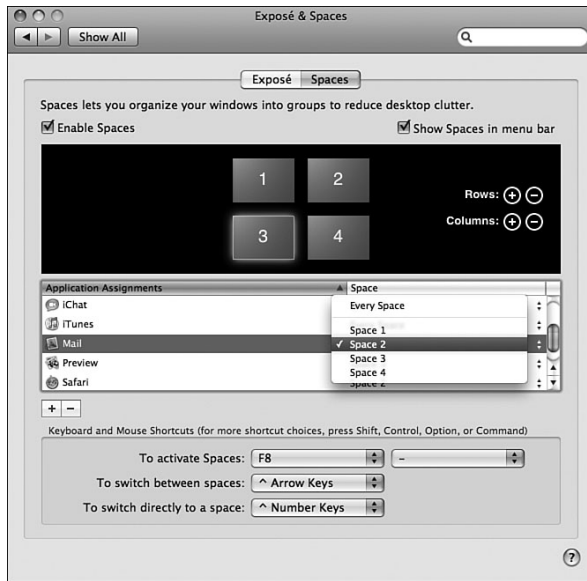 Exposé & Spaces
Show All
Exposé Spaces
Spaces lets you organize your windows into groups to reduce desktop clutter.
Enable Spaces Show Spaces in menu bar
1 2
Rows:
3 4
Columns:
Application Assignments Space
iChat Every Space
iTunes Space 1
Mail ✓ Space 2
Preview Space 3
Space 4
Safari Space 2
+ −
Keyboard and Mouse Shortcuts (for more shortcut choices, press Shift, Control, Option, or Command)
To activate Spaces: F8 –
To switch between spaces: ^ Arrow Keys
To switch directly to a space: ^ Number Keys
?